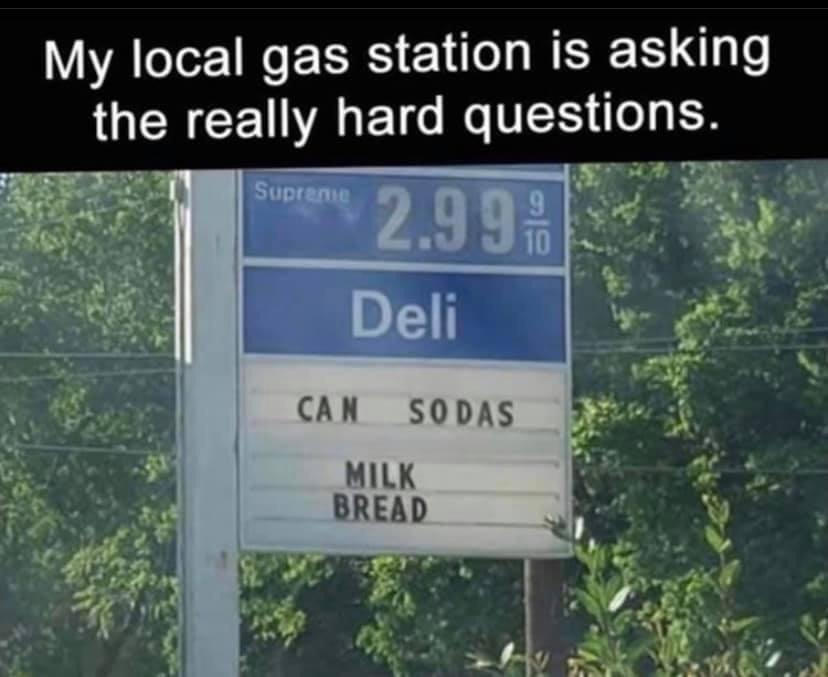 My local gas station is asking
the really hard questions.
Supreme 2.99 9/10
Deli
CAN SODAS
MILK
BREAD